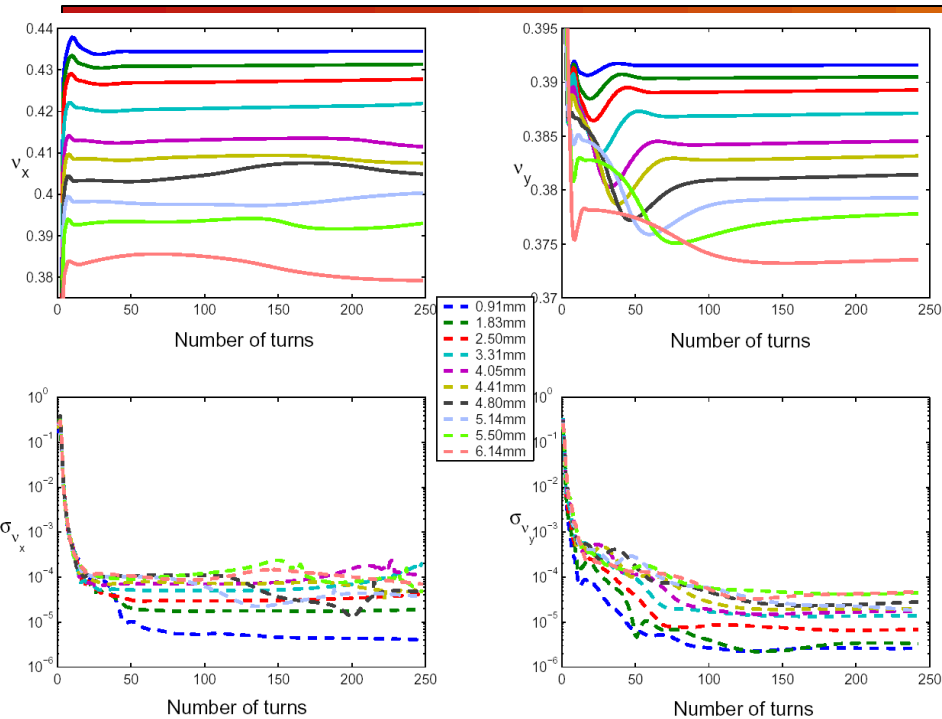 0.44
0.43
0.42
0.41
0.4
0.39
0.38
νx
0 50 100 150 200 250
Number of turns
0.395
0.39
0.385
0.38
0.375
0.37
νy
0 50 100 150 200 250
Number of turns
0.91mm
1.83mm
2.50mm
3.31mm
4.05mm
4.41mm
4.80mm
5.14mm
5.50mm
6.14mm
10^0
10^-1
10^-2
10^-3
10^-4
10^-5
10^-6
σνx
0 50 100 150 200 250
Number of turns
10^0
10^-1
10^-2
10^-3
10^-4
10^-5
10^-6
σνy
0 50 100 150 200 250
Number of turns